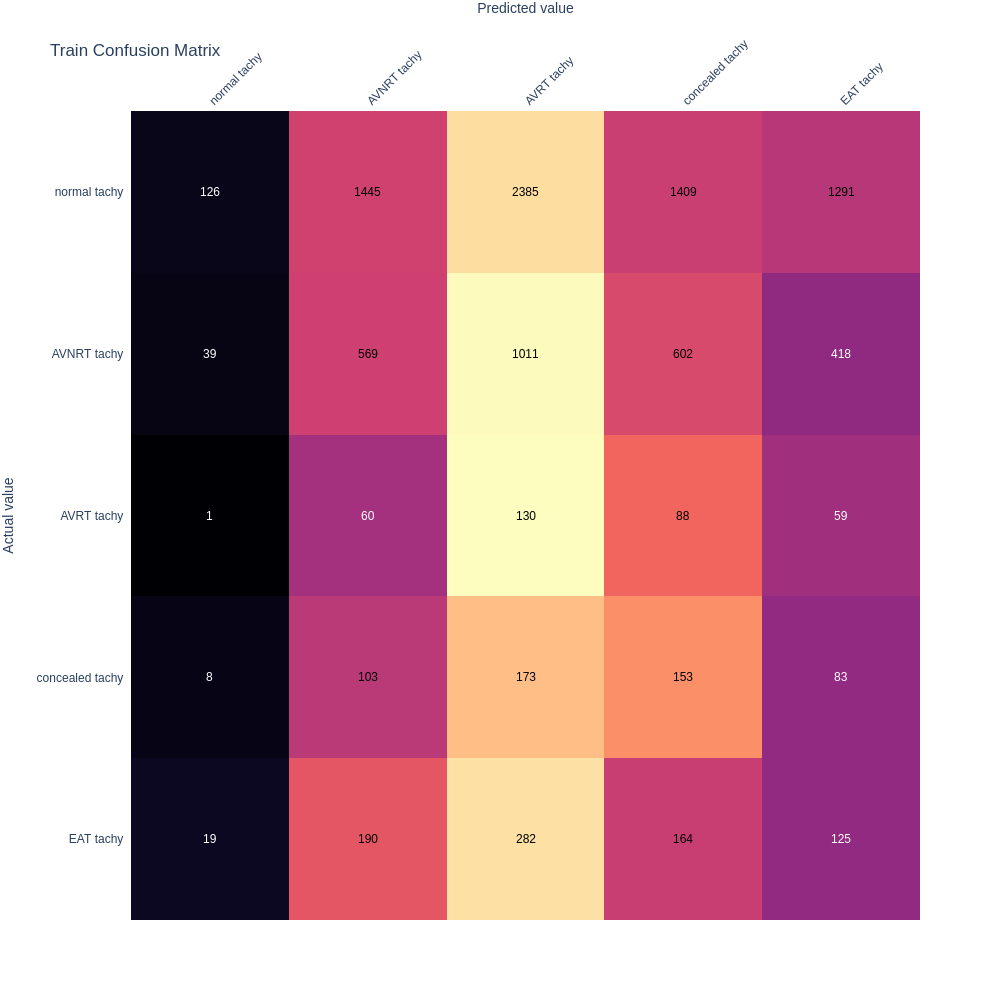 Predicted value
Train Confusion Matrix
normal tachy AVNRT tachy AVRT tachy concealed tachy EAT tachy
normal tachy 126 1445 2385 1409 1291
AVNRT tachy 39 569 1011 602 418
Actual value
AVRT tachy 1 60 130 88 59
concealed tachy 8 103 173 153 83
EAT tachy 19 190 282 164 125